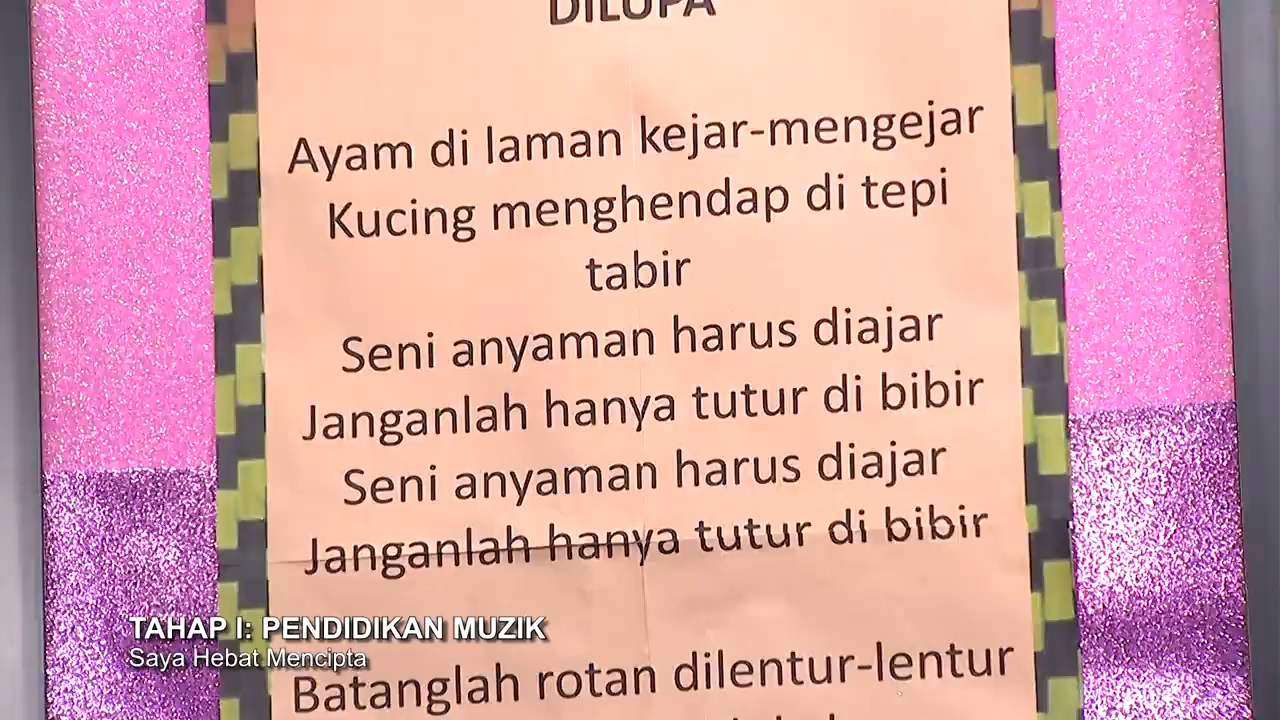 DILUPA
Ayam di laman kejar-mengejar
Kucing menghendap di tepi
tabir
Seni anyaman harus diajar
Janganlah hanya tutur di bibir
Seni anyaman harus diajar
Janganlah hanya tutur di bibir
Batanglah rotan dilentur-lentur
TAHAP I: PENDIDIKAN MUZIK
Saya Hebat Mencipta